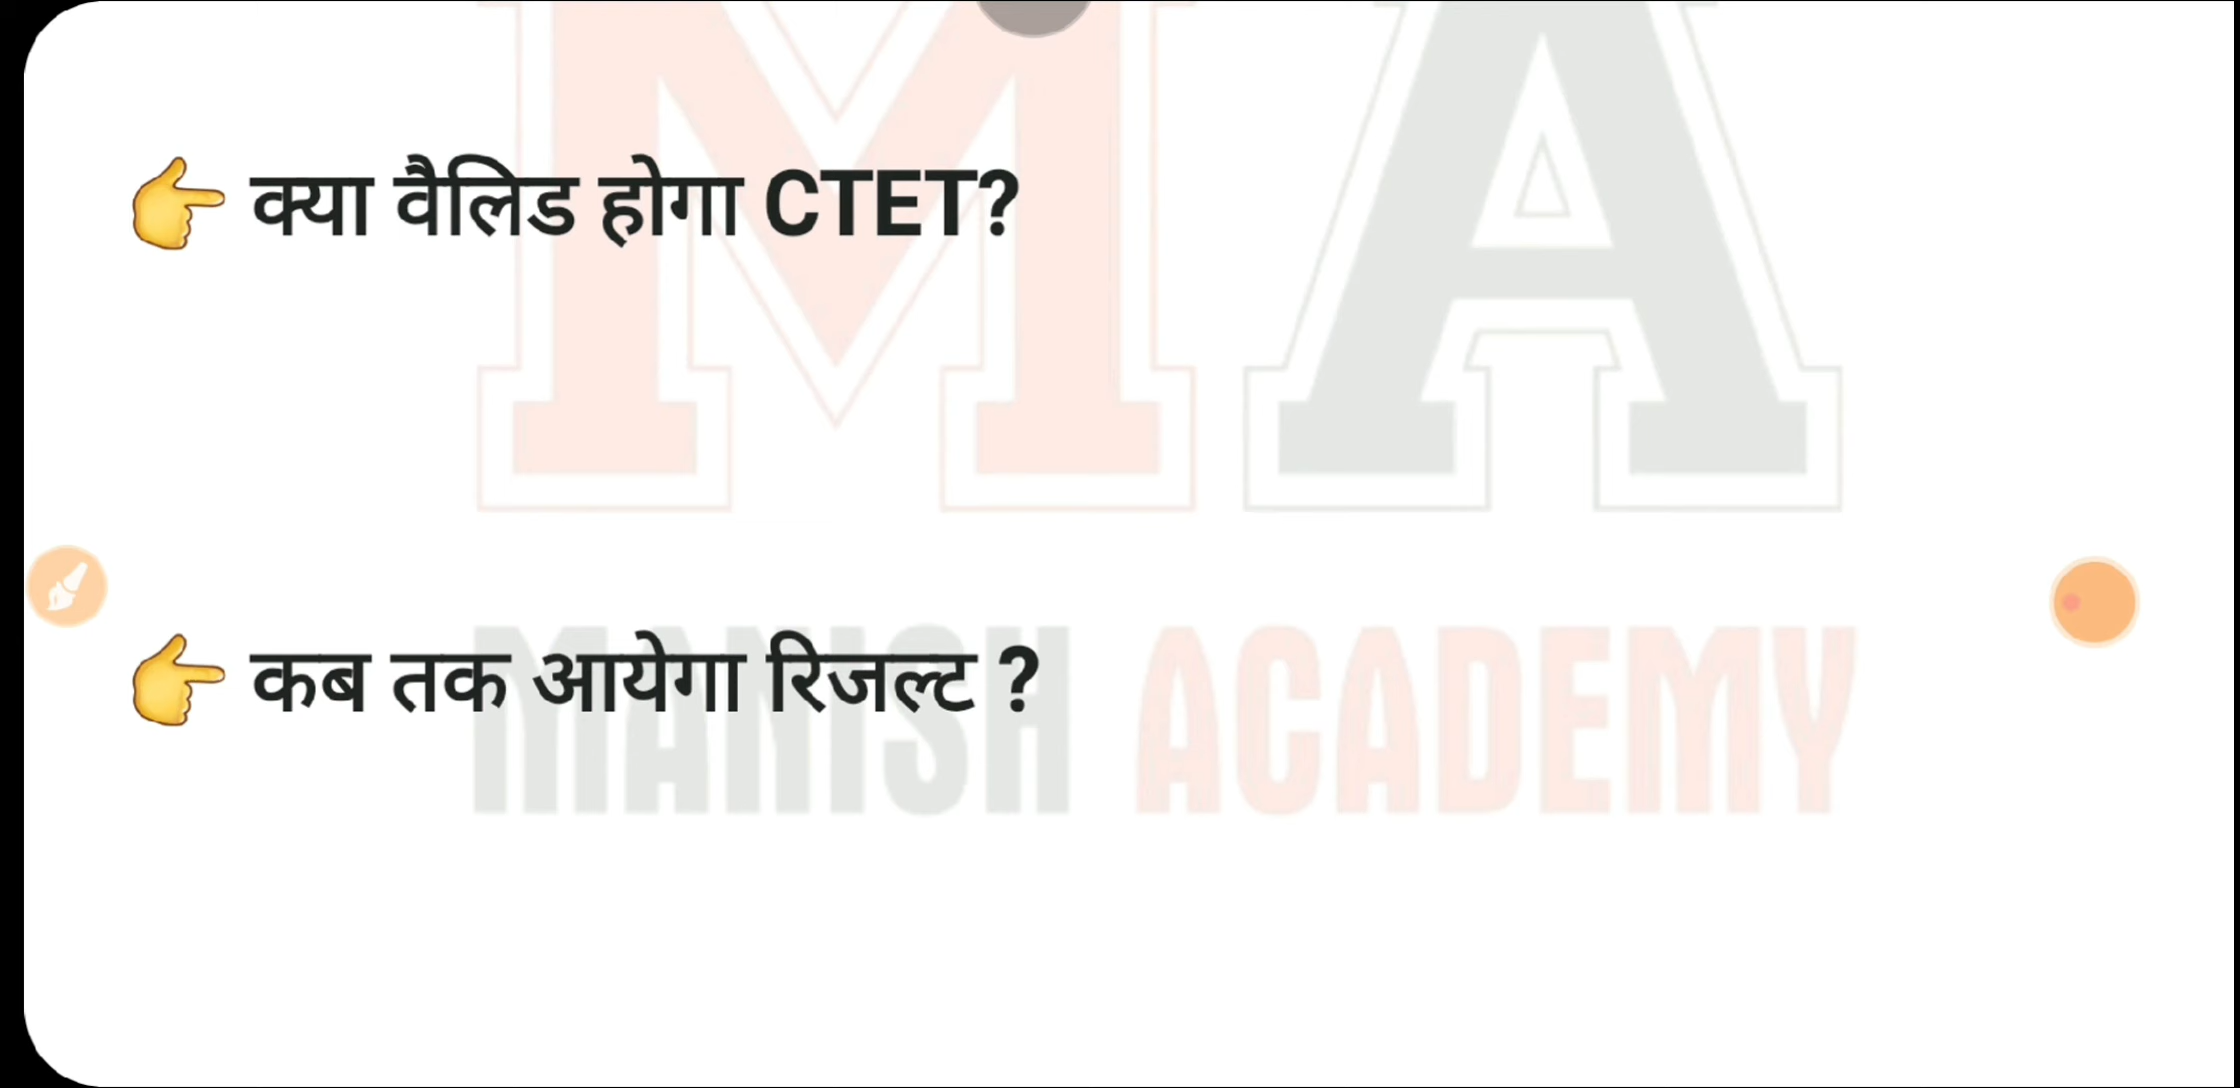 MA
👉 क्या वैलिड होगा CTET?
👉 कब तक आयेगा रिजल्ट ?
MANISH ACADEMY